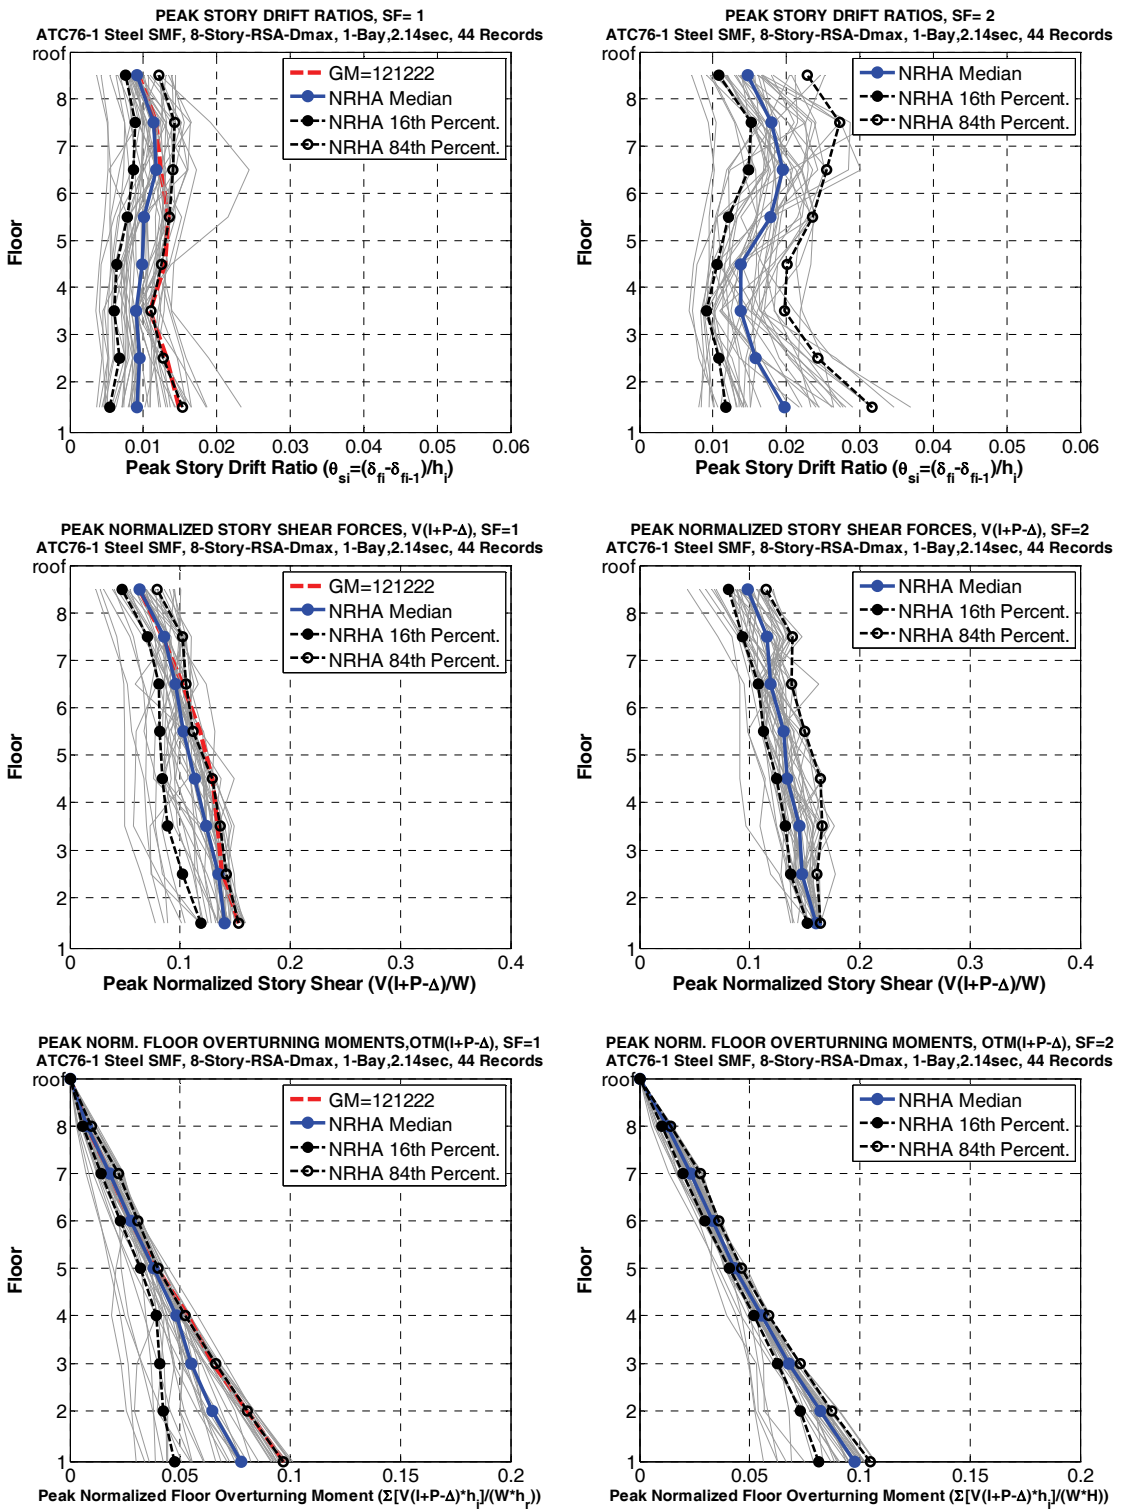 PEAK STORY DRIFT RATIOS, SF= 1
ATC76-1 Steel SMF, 8-Story-RSA-Dmax, 1-Bay,2.14sec, 44 Records
roof
8
7
6
5
4
3
2
1
Floor
GM=121222
NRHA Median
NRHA 16th Percent.
NRHA 84th Percent.
0 0.01 0.02 0.03 0.04 0.05 0.06
Peak Story Drift Ratio (θsi=(δfi-δfi-1)/hi)
PEAK STORY DRIFT RATIOS, SF= 2
ATC76-1 Steel SMF, 8-Story-RSA-Dmax, 1-Bay,2.14sec, 44 Records
roof
8
7
6
5
4
3
2
1
Floor
NRHA Median
NRHA 16th Percent.
NRHA 84th Percent.
0 0.01 0.02 0.03 0.04 0.05 0.06
Peak Story Drift Ratio (θsi=(δfi-δfi-1)/hi)
PEAK NORMALIZED STORY SHEAR FORCES, V(I+P-Δ), SF=1
ATC76-1 Steel SMF, 8-Story-RSA-Dmax, 1-Bay,2.14sec, 44 Records
roof
8
7
6
5
4
3
2
1
Floor
GM=121222
NRHA Median
NRHA 16th Percent.
NRHA 84th Percent.
0 0.1 0.2 0.3 0.4
Peak Normalized Story Shear (V(I+P-Δ)/W)
PEAK NORMALIZED STORY SHEAR FORCES, V(I+P-Δ), SF=2
ATC76-1 Steel SMF, 8-Story-RSA-Dmax, 1-Bay,2.14sec, 44 Records
roof
8
7
6
5
4
3
2
1
Floor
NRHA Median
NRHA 16th Percent.
NRHA 84th Percent.
0 0.1 0.2 0.3 0.4
Peak Normalized Story Shear (V(I+P-Δ)/W)
PEAK NORM. FLOOR OVERTURNING MOMENTS,OTM(I+P-Δ), SF=1
ATC76-1 Steel SMF, 8-Story-RSA-Dmax, 1-Bay,2.14sec, 44 Records
roof
8
7
6
5
4
3
2
1
Floor
GM=121222
NRHA Median
NRHA 16th Percent.
NRHA 84th Percent.
0 0.05 0.1 0.15 0.2
Peak Normalized Floor Overturning Moment (Σ[V(I+P-Δ)*hi]/(W*hr))
PEAK NORM. FLOOR OVERTURNING MOMENTS, OTM(I+P-Δ), SF=2
ATC76-1 Steel SMF, 8-Story-RSA-Dmax, 1-Bay,2.14sec, 44 Records
roof
8
7
6
5
4
3
2
1
Floor
NRHA Median
NRHA 16th Percent.
NRHA 84th Percent.
0 0.05 0.1 0.15 0.2
Peak Normalized Floor Overturning Moment (Σ[V(I+P-Δ)*hi]/(W*H))